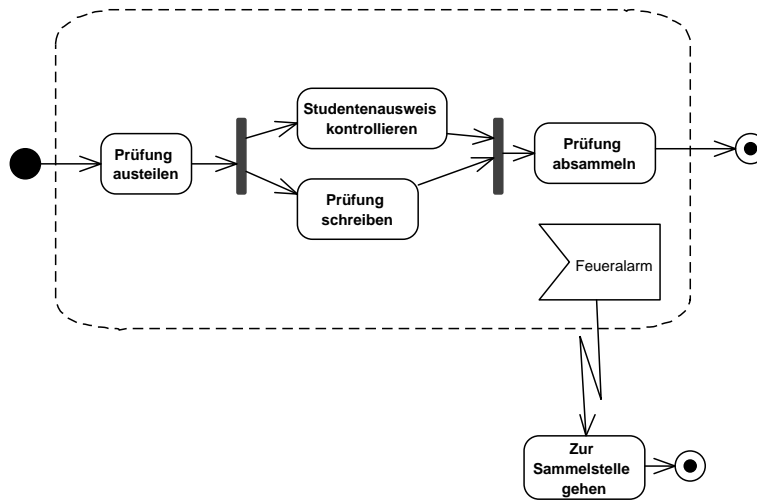 Studentenausweis
kontrollieren
Prüfung
austeilen
Prüfung
absammeln
Prüfung
schreiben
Feueralarm
Zur
Sammelstelle
gehen